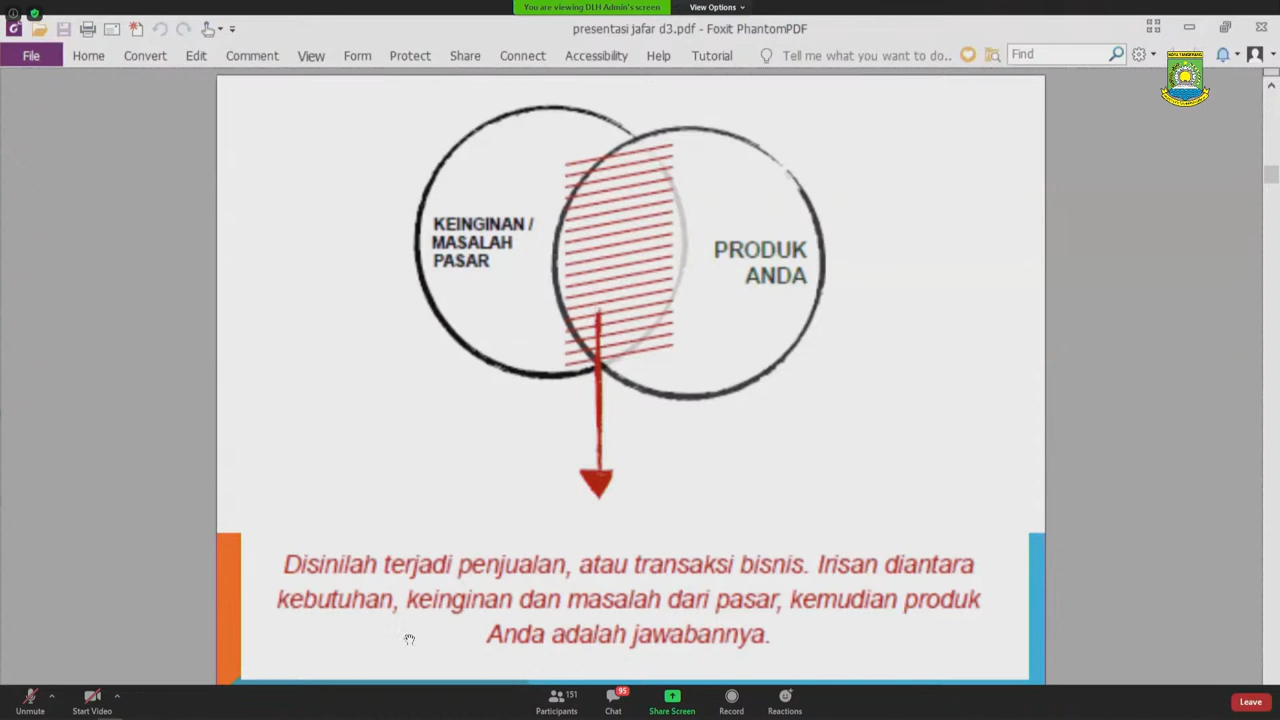 You are viewing DLH Admin's screen
View Options
presentasi jafar d3.pdf - Foxit PhantomPDF
File
Home
Convert
Edit
Comment
View
Form
Protect
Share
Connect
Accessibility
Help
Tutorial
Tell me what you want to do..
Find
KEINGINAN /
MASALAH
PASAR
PRODUK
ANDA
Disinilah terjadi penjualan, atau transaksi bisnis. Irisan diantara
kebutuhan, keinginan dan masalah dari pasar, kemudian produk
Anda adalah jawabannya.
Unmute
Start Video
151
Participants
95
Chat
Share Screen
Record
Reactions
Leave